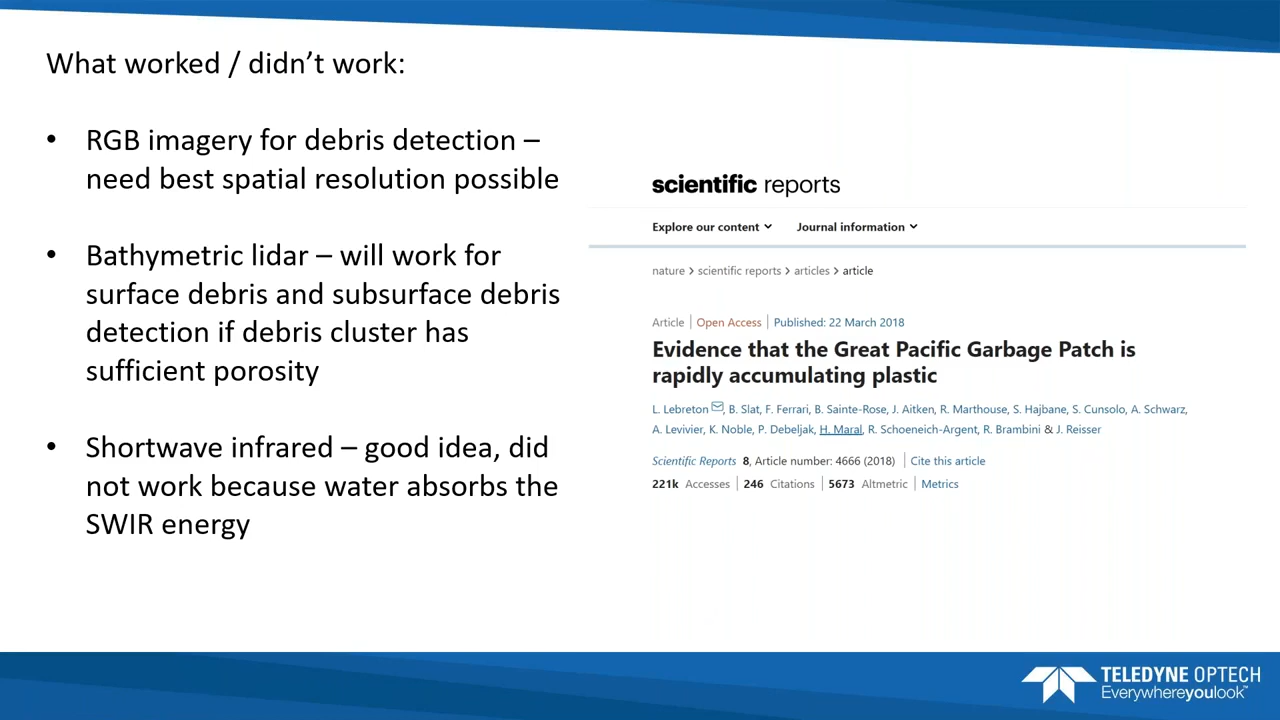 What worked / didn’t work:
• RGB imagery for debris detection –
need best spatial resolution possible
• Bathymetric lidar – will work for
surface debris and subsurface debris
detection if debris cluster has
sufficient porosity
• Shortwave infrared – good idea, did
not work because water absorbs the
SWIR energy
scientific reports
Explore our content Journal information
nature > scientific reports > articles > article
Article | Open Access | Published: 22 March 2018
Evidence that the Great Pacific Garbage Patch is
rapidly accumulating plastic
L. Lebreton, B. Slat, F. Ferrari, B. Sainte-Rose, J. Aitken, R. Marthouse, S. Hajbane, S. Cunsolo, A. Schwarz,
A. Levivier, K. Noble, P. Debeljak, H. Maral, R. Schoeneich-Argent, R. Brambini & J. Reisser
Scientific Reports 8, Article number: 4666 (2018) | Cite this article
221k Accesses | 246 Citations | 5673 Altmetric | Metrics
TELEDYNE OPTECH
Everywhereyoulook™